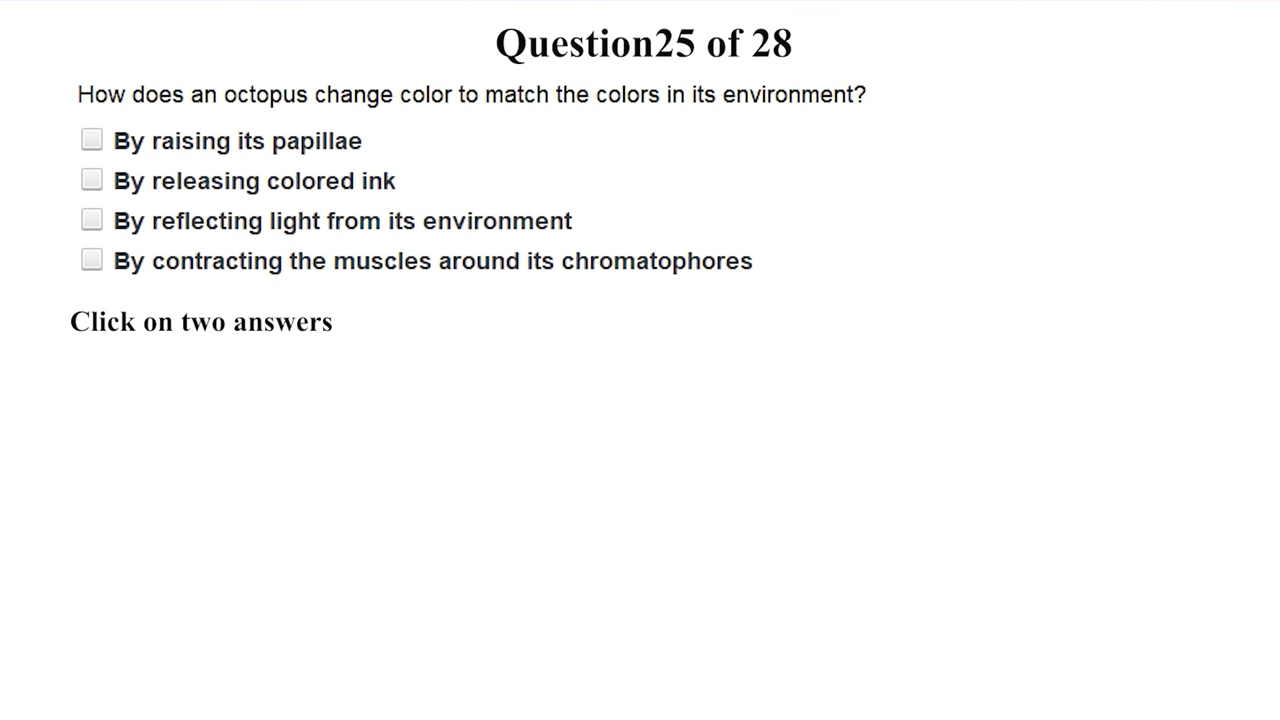 Question25 of 28
How does an octopus change color to match the colors in its environment?
By raising its papillae
By releasing colored ink
By reflecting light from its environment
By contracting the muscles around its chromatophores
Click on two answers